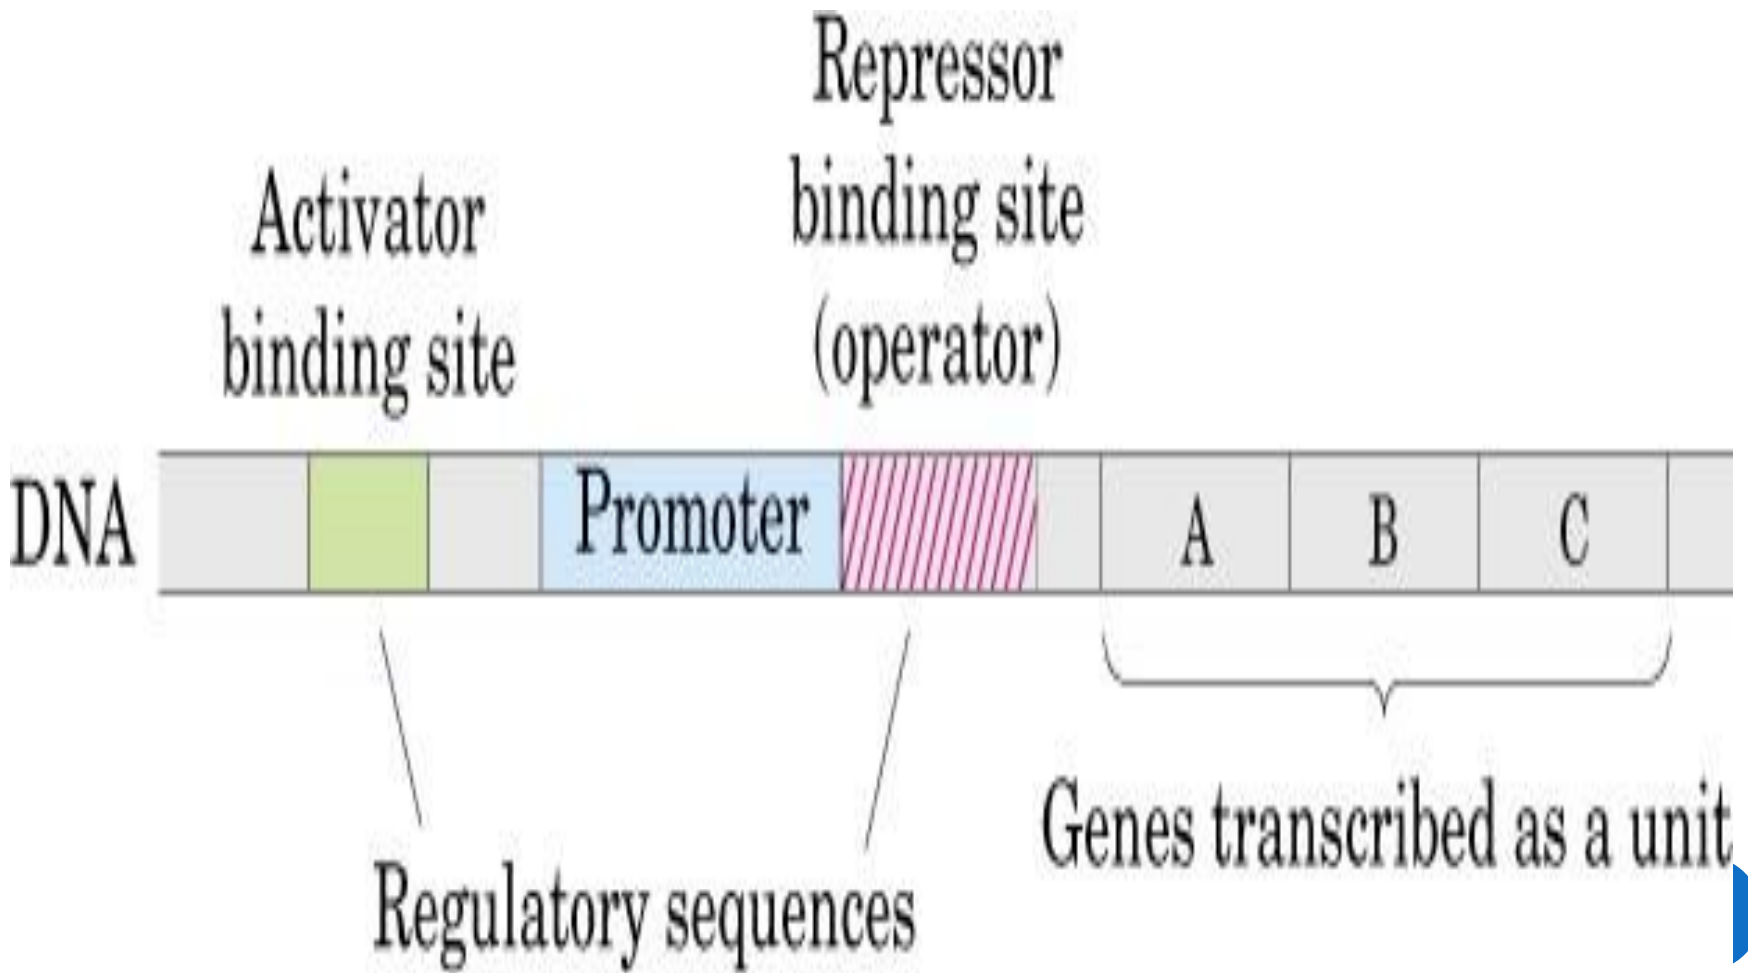 Repressor
binding site
(operator)
Activator
binding site
DNA
Promoter
A
B
C
Genes transcribed as a unit
Regulatory sequences